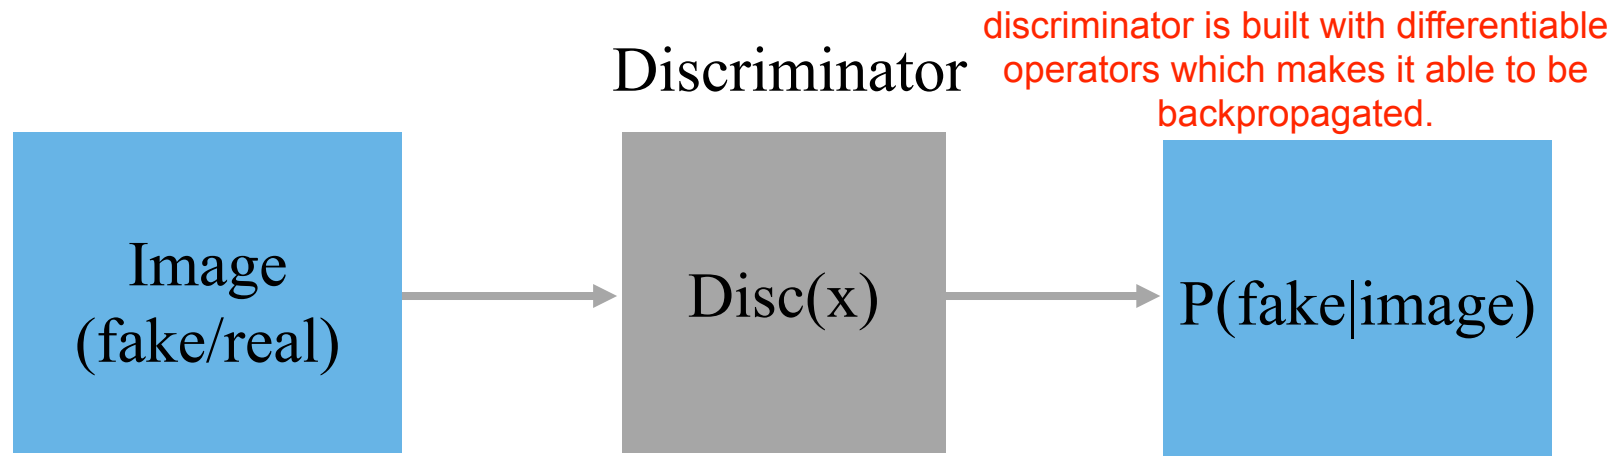 discriminator is built with differentiable
operators which makes it able to be
backpropagated.
Discriminator
Image
(fake/real)
Disc(x)
P(fake|image)